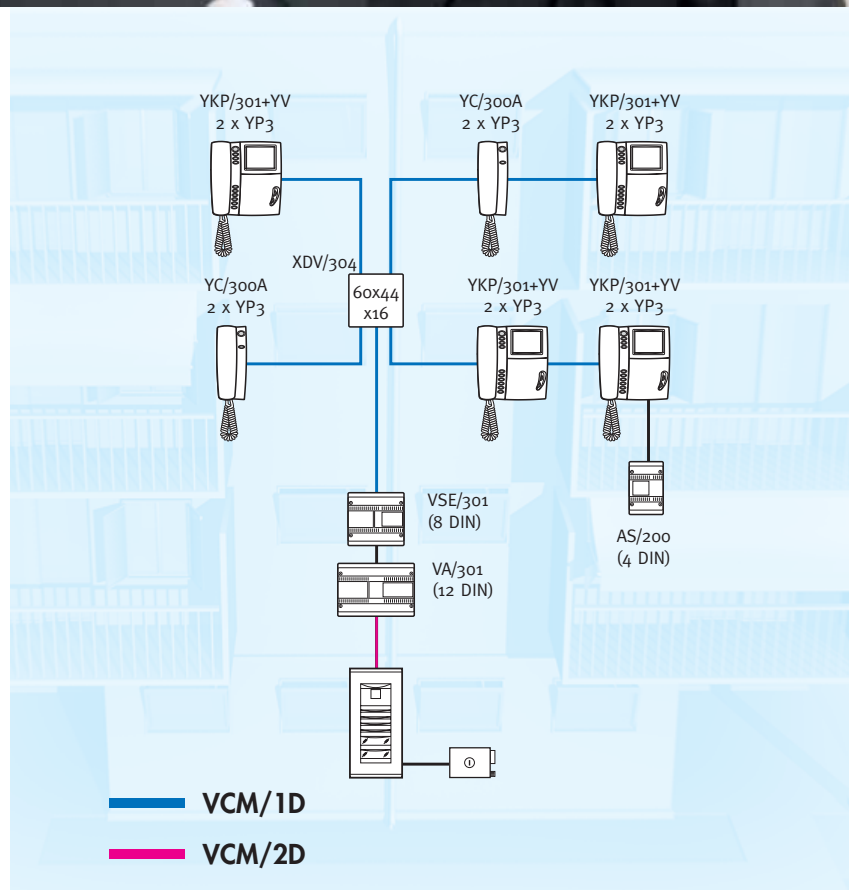 YKP/301+YV
2 x YP3
YC/300A
2 x YP3
YKP/301+YV
2 x YP3
XDV/304
60x44
x16
YC/300A
2 x YP3
YKP/301+YV
2 x YP3
YKP/301+YV
2 x YP3
VSE/301
(8 DIN)
AS/200
(4 DIN)
VA/301
(12 DIN)
VCM/1D
VCM/2D